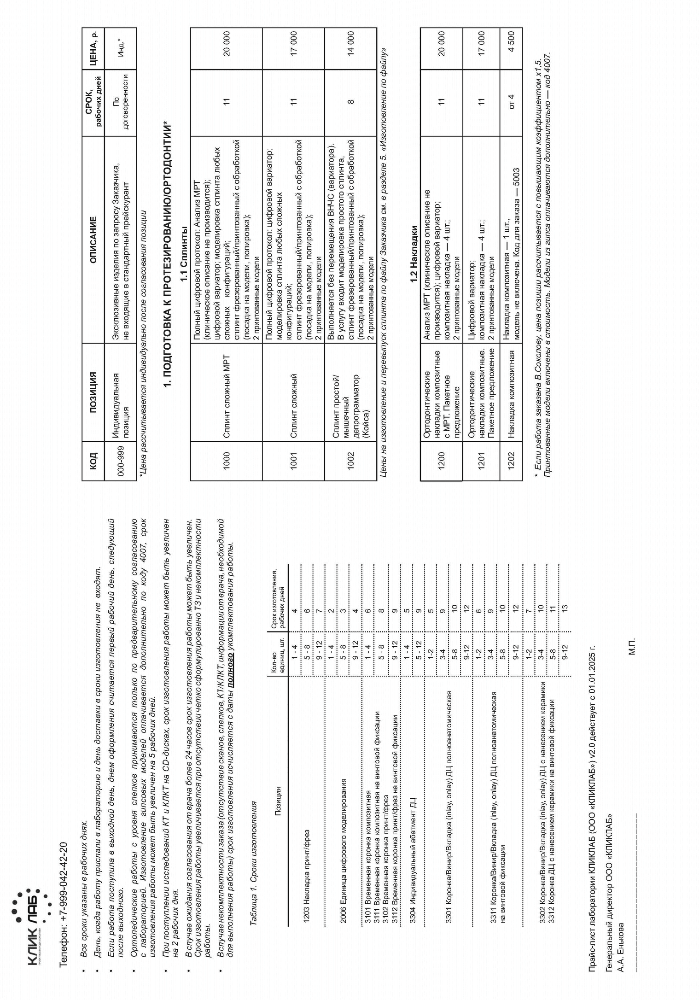 КЛИК ЛАБ
ПРОЕКТ ВСЕВОЛОДА СОКОЛОВА
Телефон: +7-999-042-42-20
• Все сроки указаны в рабочих днях.
• День, когда работу прислали в лабораторию и день доставки в сроки изготовления не входят.
• Если работа поступила в выходной день, днем оформления считается первый рабочий день, следующий
после выходного.
• Ортопедические работы с уровня слепков принимаются только по предварительному согласованию
с лабораторией. Изготовление гипсовых моделей оплачивается дополнительно по коду 4007, срок
изготовления работы может быть увеличен на 5 рабочих дней.
• При поступлении исследований КТ и КЛКТ на CD-дисках, срок изготовления работы может быть увеличен
на 2 рабочих дня.
• В случае ожидания согласования от врача более 24 часов срок изготовления работы может быть увеличен.
Срок изготовления работы увеличивается при отсутствии четко сформулированно ТЗ и некомплектности
работы.
• В случае некомплектности заказа (отсутствие сканов, слепков, КТ/КЛКТ, информации от врача, необходимой
для выполнения работы) срок изготовления исчисляется с даты полного укомплектования работы.
Таблица 1. Сроки изготовления
Позиция Кол-во единиц, шт. Срок изготовления, рабочих дней
1203 Накладка принт/фрез 1 - 4 4
5 - 8 6
9 - 12 7
2006 Единица цифрового моделирования 1 - 4 2
5 - 8 3
9 - 12 4
3101 Временная коронка композитная 1 - 4 6
3111 Временная коронка композитная на винтовой фиксации
5 - 8 8
3102 Временная коронка принт/фрез
3112 Временная коронка принт/фрез на винтовой фиксации 9 - 12 9
3304 Индивидуальный абатмент ДЦ 1 - 4 5
5 - 12 9
3301 Коронка/Винир/Вкладка (inlay, onlay) ДЦ полноанатомическая 1-2 5
3-4 9
5-8 10
9-12 12
3311 Коронка/Винир/Вкладка (inlay, onlay) ДЦ полноанатомическая
на винтовой фиксации
1-2 6
3-4 9
5-8 10
9-12 12
3302 Коронка/Винир/Вкладка (inlay, onlay) ДЦ с нанесением керамики
3312 Коронка ДЦ с нанесением керамики на винтовой фиксации
1-2 7
3-4 10
5-8 11
9-12 13
Прайс-лист лаборатории КЛИКЛАБ (ООО «КЛИКЛАБ») v2.0 действует с 01.01.2025 г.
Генеральный директор ООО «КЛИКЛАБ»
А.А. Енькова
____________________________ М.П.
КОД ПОЗИЦИЯ ОПИСАНИЕ СРОК, рабочих дней ЦЕНА, р.
000-999 Индивидуальная позиция Эксклюзивные изделия по запросу Заказчика,
не входящие в стандартный прейскурант По договоренности Инд.*
*Цена рассчитывается индивидуально после согласования позиции
1. ПОДГОТОВКА К ПРОТЕЗИРОВАНИЮ/ОРТОДОНТИИ*
1.1 Сплинты
1000 Сплинт сложный МРТ Полный цифровой протокол: Анализ МРТ
(клиническое описание не производится);
цифровой вариатор; моделировка сплинта любых
сложных конфигураций;
сплинт фрезерованный/принтованный с обработкой
(посадка на модели, полировка);
2 принтованные модели 11 20 000
1001 Сплинт сложный Полный цифровой протокол: цифровой вариатор;
моделировка сплинта любых сложных
конфигураций;
сплинт фрезерованный/принтованный с обработкой
(посадка на модели, полировка);
2 принтованные модели 11 17 000
1002 Сплинт простой/
мышечный
депрограмматор
(Койса)
Выполняется без перемещения ВНЧС (вариатора).
В услугу входит моделировка простого сплинта,
сплинт фрезерованный/принтованный с обработкой
(посадка на модели, полировка);
2 принтованные модели 8 14 000
Цены на изготовление и перевыпуск сплинта по файлу Заказчика см. в разделе 5. «Изготовление по файлу»
1.2 Накладки
1200 Ортодонтические
накладки композитные
с МРТ. Пакетное
предложение
Анализ МРТ (клиническле описание не
производится); цифровой вариатор;
композитная накладка — 4 шт.;
2 принтованные модели 11 20 000
1201 Ортодонтические
накладки композитные.
Пакетное предложение
Цифровой вариатор;
композитная накладка — 4 шт.;
2 принтованные модели 11 17 000
1202 Накладка композитная Накладка композитная — 1 шт.,
модель не включена. Код для заказа — 5003 от 4 4 500
* Если работа заказана В.Соколову, цена позиции рассчитывается с повышающим коэффициентом х1,5.
Принтованные модели включены в стоимость. Модели из гипса оплачиваются дополнительно — код 4007.